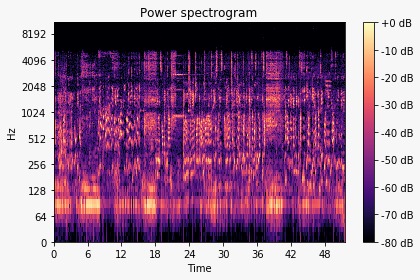 Power spectrogram
Hz
8192
4096
2048
1024
512
256
128
64
0
0 6 12 18 24 30 36 42 48
Time
+0 dB
-10 dB
-20 dB
-30 dB
-40 dB
-50 dB
-60 dB
-70 dB
-80 dB